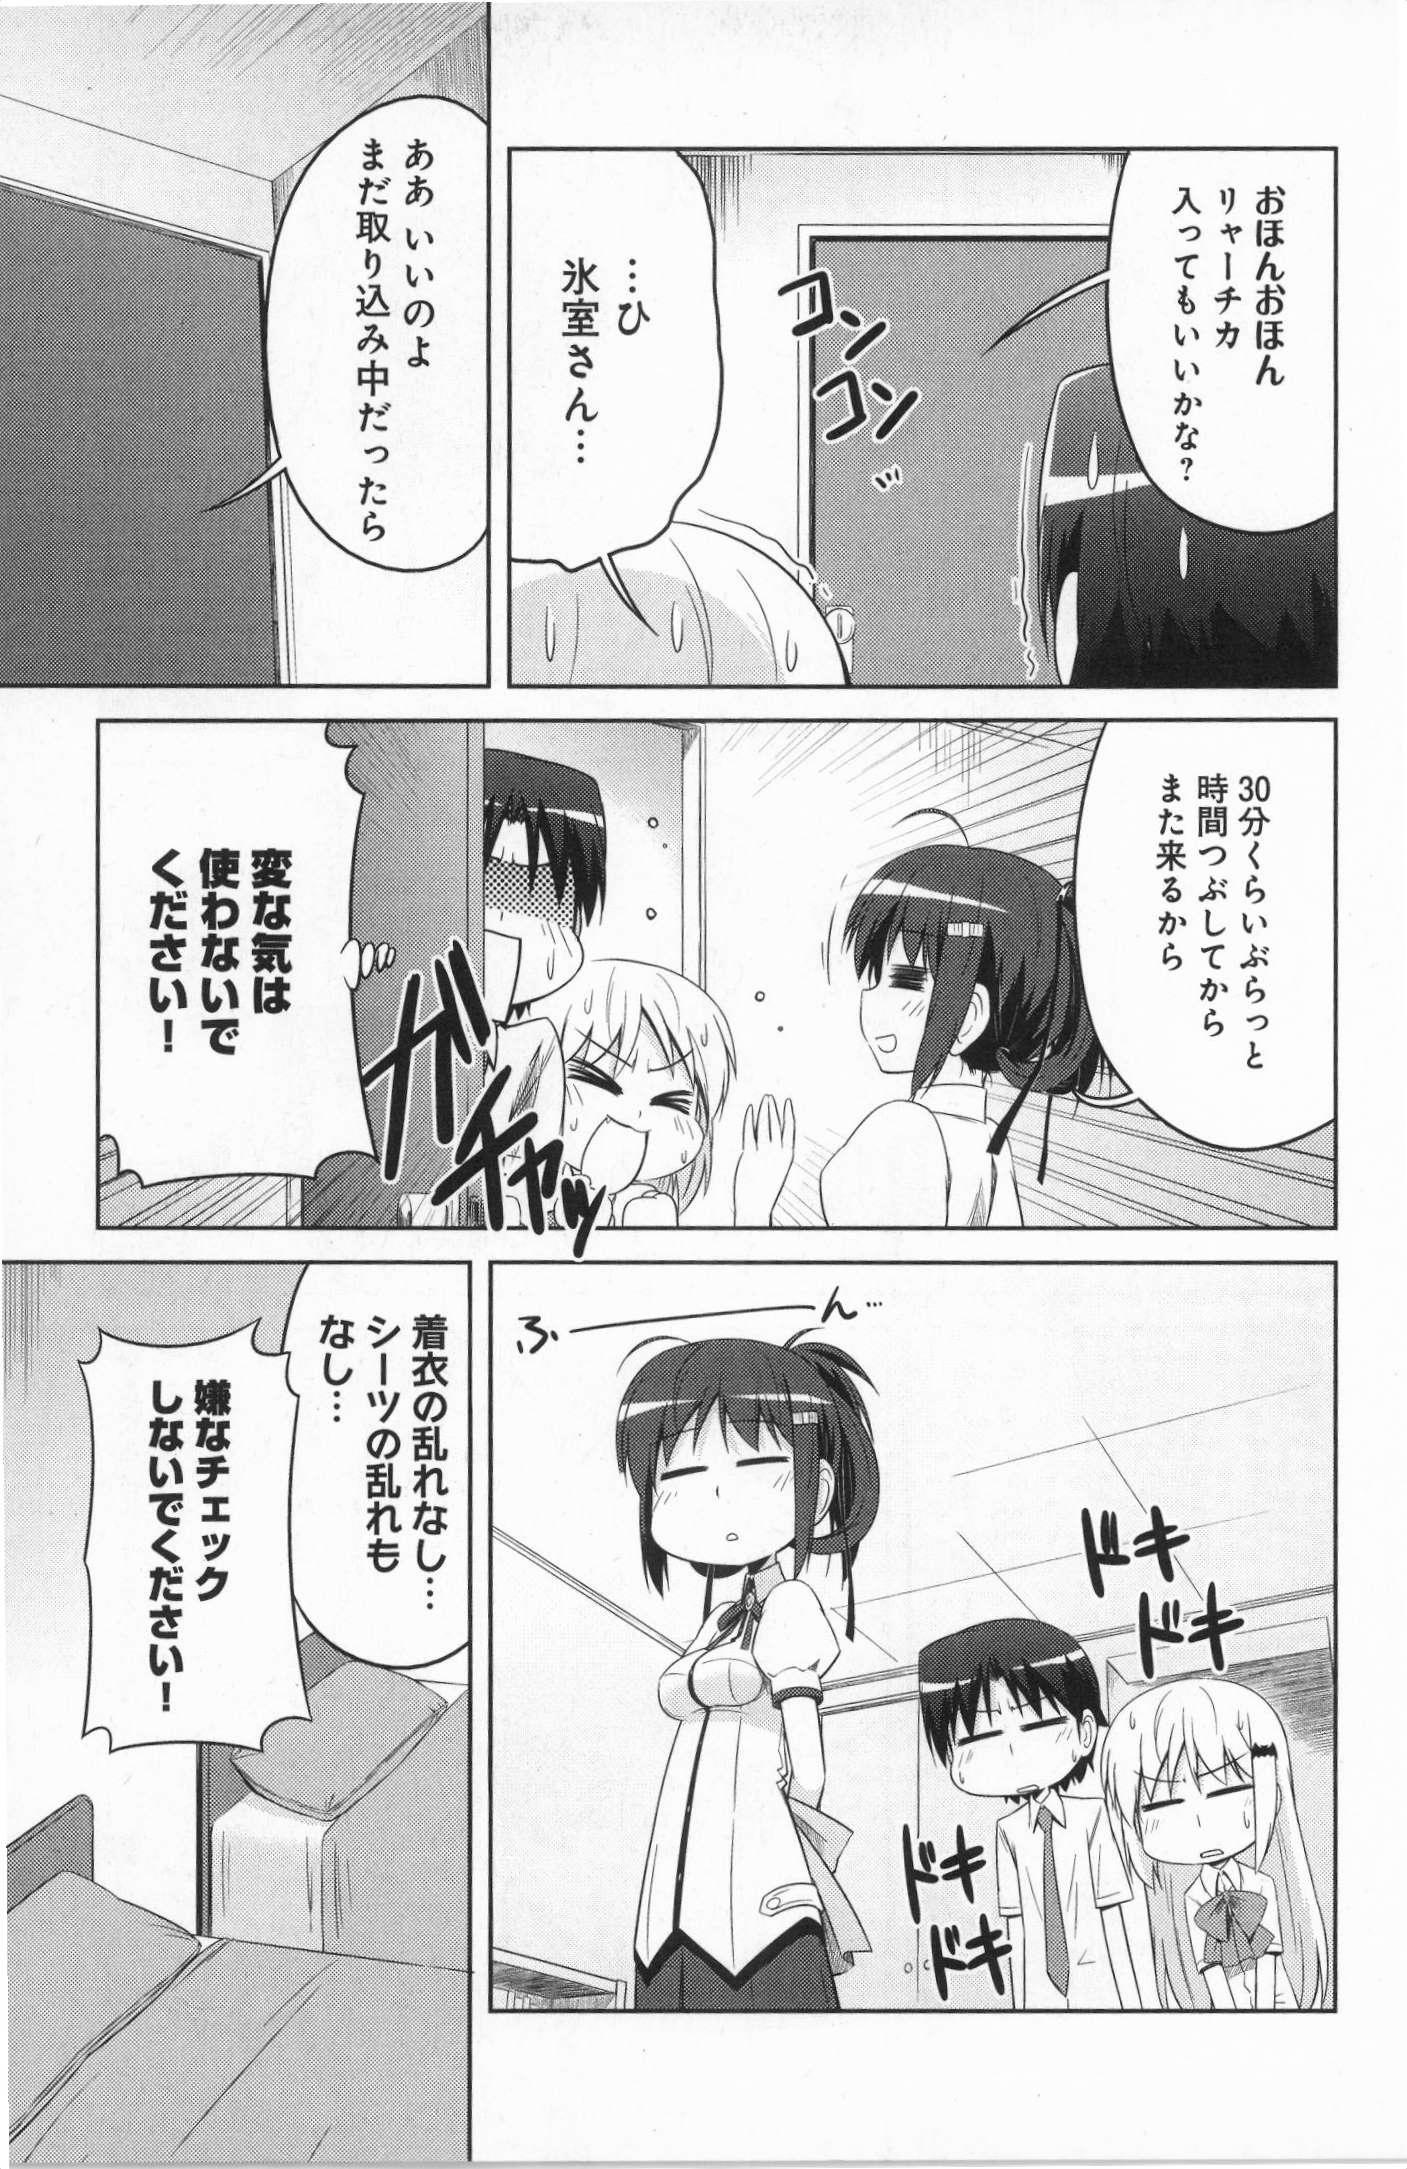 おほんおほん
リャーチカ
入ってもいいかな？
コン
コン
…ひ
氷室さん…
ああ いいのよ
まだ取り込み中だったら
30分くらいぶらっと
時間つぶしてから
また来るから
ガチャッ
変な気は
使わないで
ください！
ふーん…
ドキ
ドキ
ドキ
ドキ
着衣の乱れなし…
シーツの乱れも
なし…
嫌なチェック
しないでください！